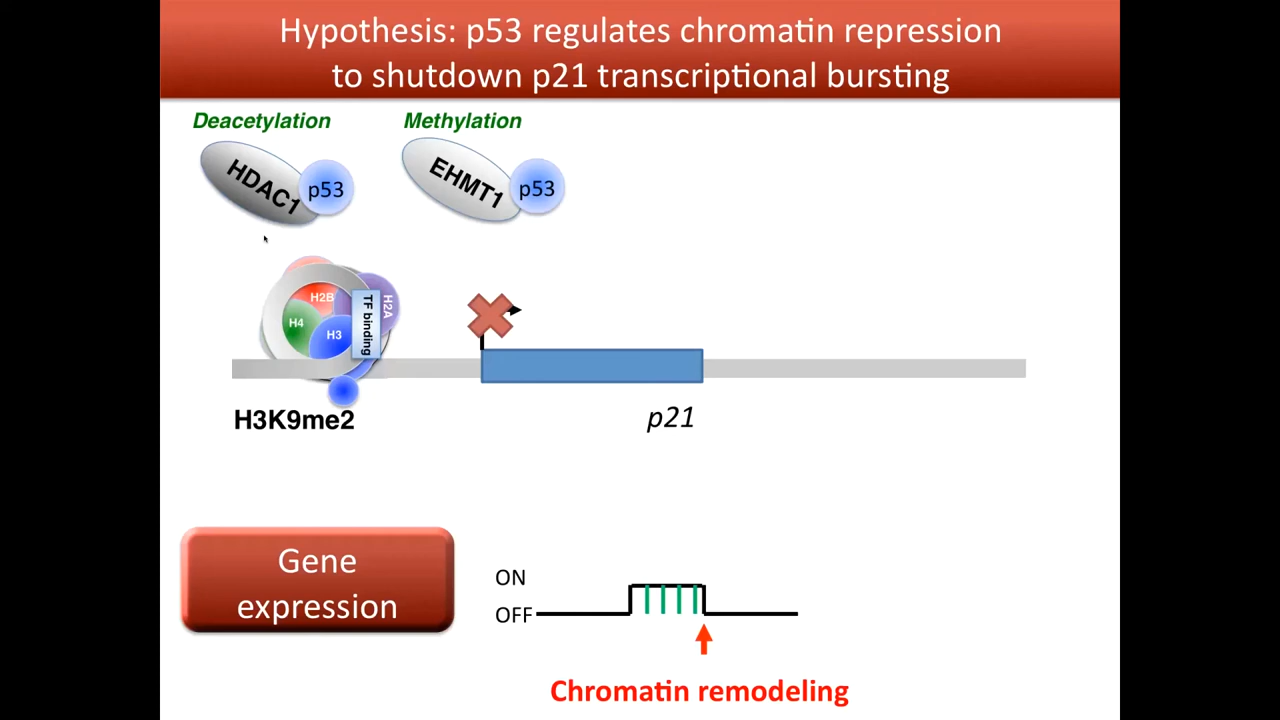 Hypothesis: p53 regulates chromatin repression
to shutdown p21 transcriptional bursting
Deacetylation
Methylation
HDAC1
p53
EHMT1
p53
H2B
H2A
H4
H3
TF binding
H3K9me2
p21
Gene
expression
ON
OFF
Chromatin remodeling